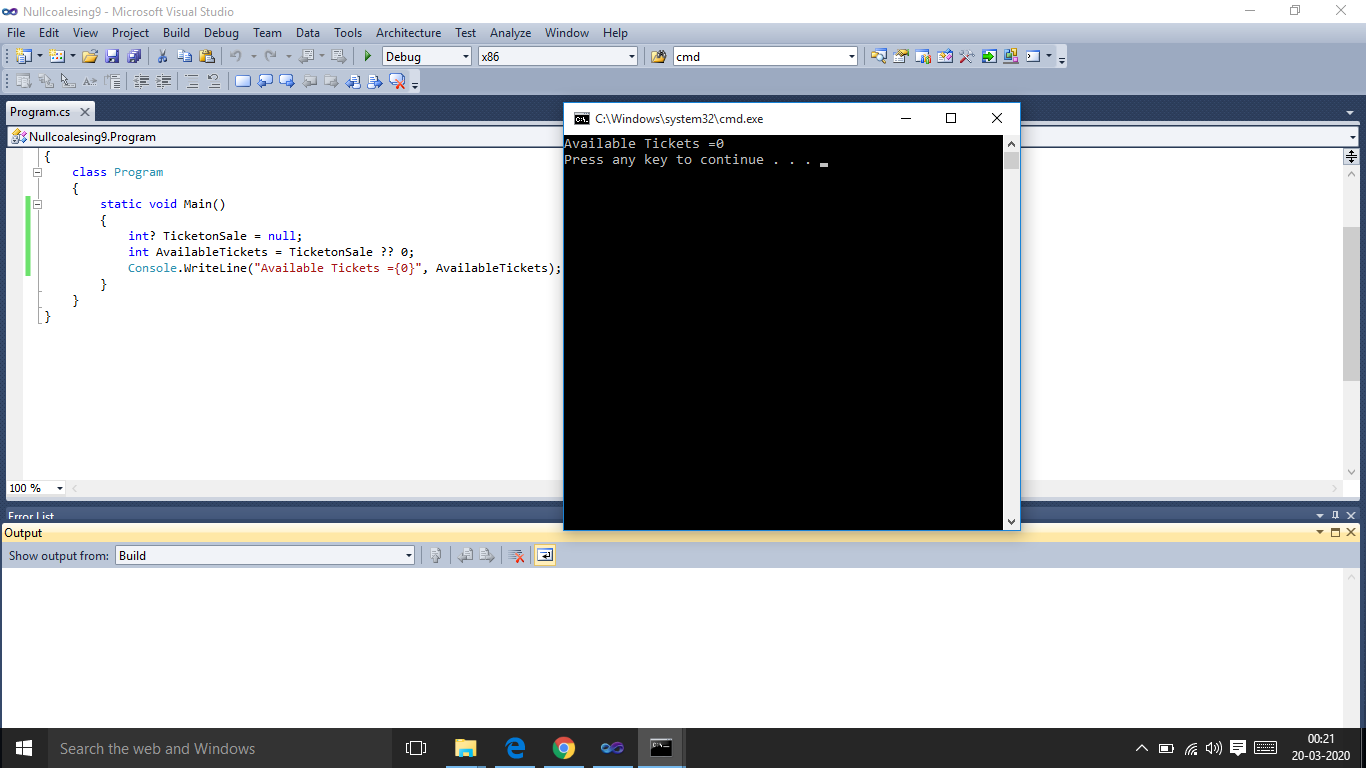 Nullcoalesing9 - Microsoft Visual Studio
File Edit View Project Build Debug Team Data Tools Architecture Test Analyze Window Help
Debug x86 cmd
Program.cs
Nullcoalesing9.Program
{
class Program
{
static void Main()
{
int? TicketonSale = null;
int AvailableTickets = TicketonSale ?? 0;
Console.WriteLine("Available Tickets ={0}", AvailableTickets);
}
}
}
C:\Windows\system32\cmd.exe
Available Tickets =0
Press any key to continue . . .
100 %
Error List
Output
Show output from: Build
Search the web and Windows
00:21
20-03-2020